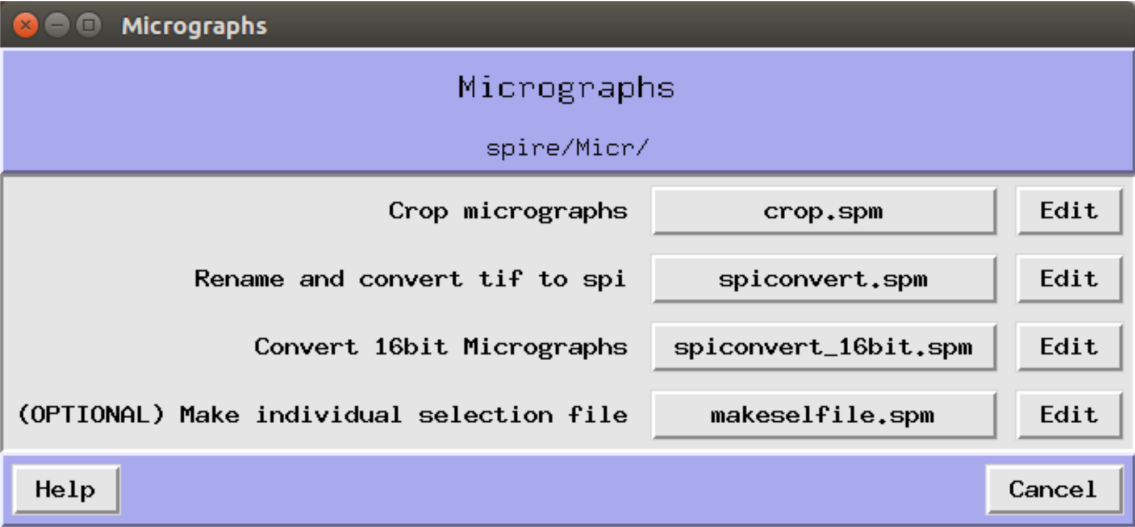 Micrographs
Micrographs
spire/Micr/
Crop micrographs crop.spm Edit
Rename and convert tif to spi spiconvert.spm Edit
Convert 16bit Micrographs spiconvert_16bit.spm Edit
(OPTIONAL) Make individual selection file makeselfile.spm Edit
Help Cancel